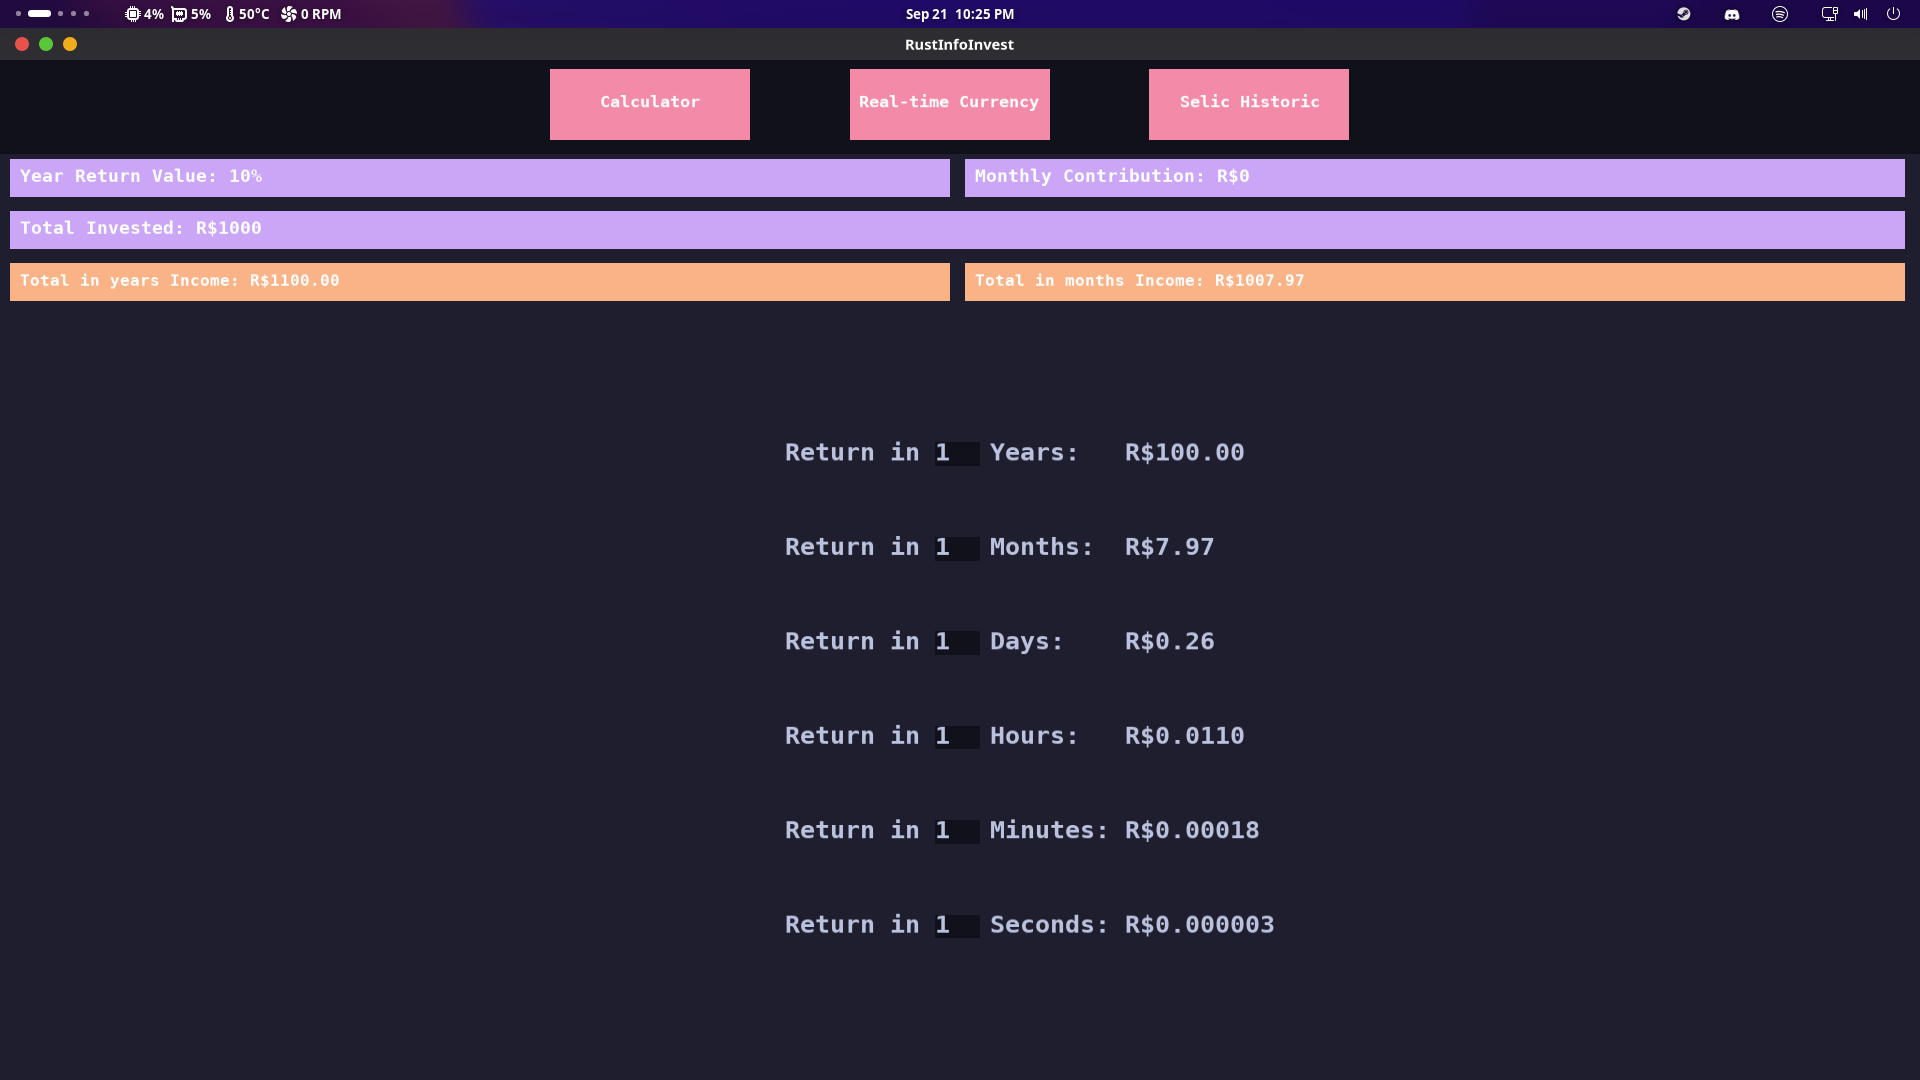 4% 5% 50°C 0 RPM Sep 21 10:25 PM
RustInfoInvest
Calculator Real-time Currency Selic Historic
Year Return Value: 10% Monthly Contribution: R$0
Total Invested: R$1000
Total in years Income: R$1100.00 Total in months Income: R$1007.97
Return in 1 Years: R$100.00
Return in 1 Months: R$7.97
Return in 1 Days: R$0.26
Return in 1 Hours: R$0.0110
Return in 1 Minutes: R$0.00018
Return in 1 Seconds: R$0.000003